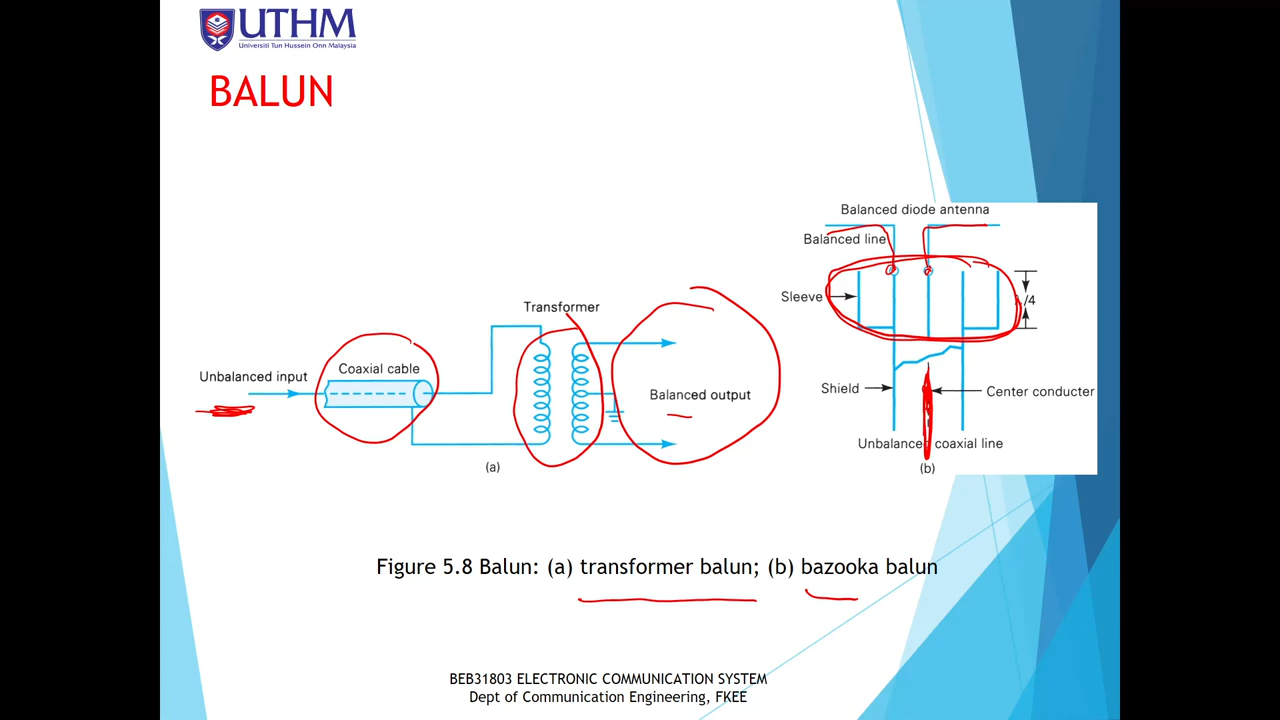 UTHM
Universiti Tun Hussein Onn Malaysia
BALUN
Unbalanced input
Coaxial cable
Transformer
Balanced output
(a)
Balanced diode antenna
Balanced line
Sleeve
/4
Shield
Center conducter
Unbalanced coaxial line
(b)
Figure 5.8 Balun: (a) transformer balun; (b) bazooka balun
BEB31803 ELECTRONIC COMMUNICATION SYSTEM
Dept of Communication Engineering, FKEE